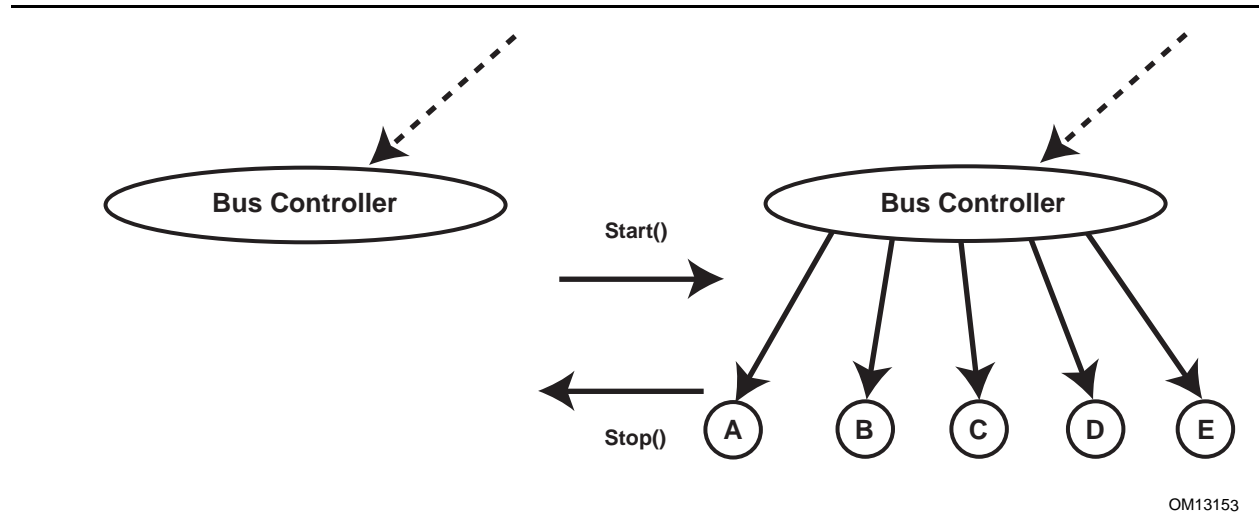 Bus Controller
Bus Controller
Start()
Stop()
A
B
C
D
E
OM13153